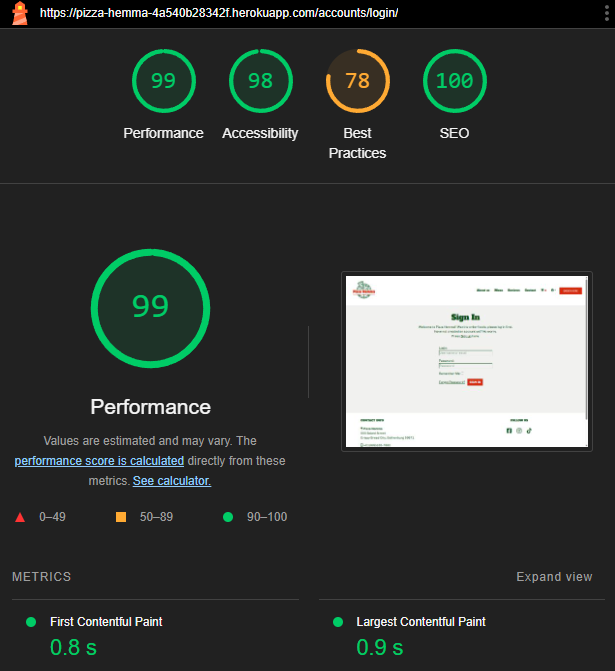 https://pizza-hemma-4a540b28342f.herokuapp.com/accounts/login/
99 98 78 100
Performance Accessibility Best Practices SEO
99
Performance
Values are estimated and may vary. The
performance score is calculated directly from these
metrics. See calculator.
0–49 50–89 90–100
Sign In
METRICS Expand view
First Contentful Paint
0.8 s
Largest Contentful Paint
0.9 s